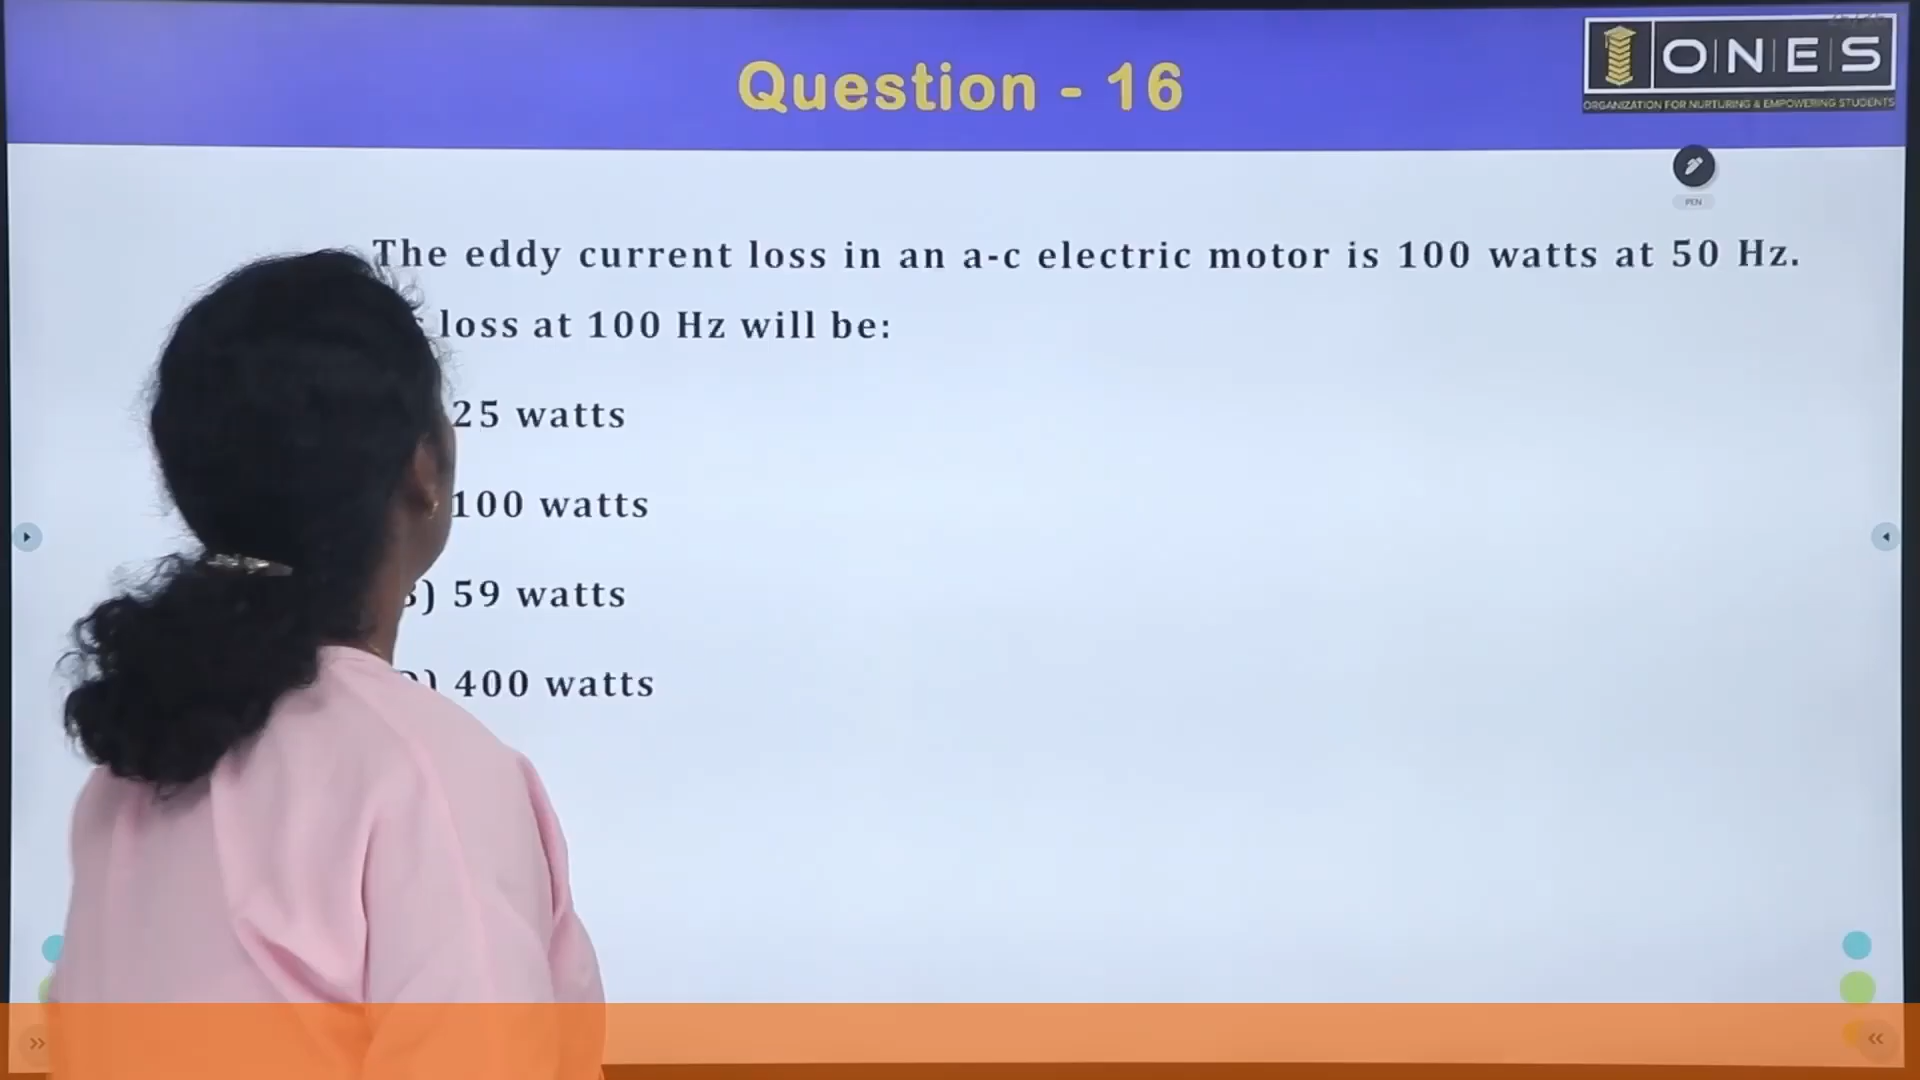 Question - 16
ONES
ORGANIZATION FOR NURTURING & EMPOWERING STUDENTS
PEN
The eddy current loss in an a-c electric motor is 100 watts at 50 Hz.
loss at 100 Hz will be:
25 watts
100 watts
) 59 watts
) 400 watts